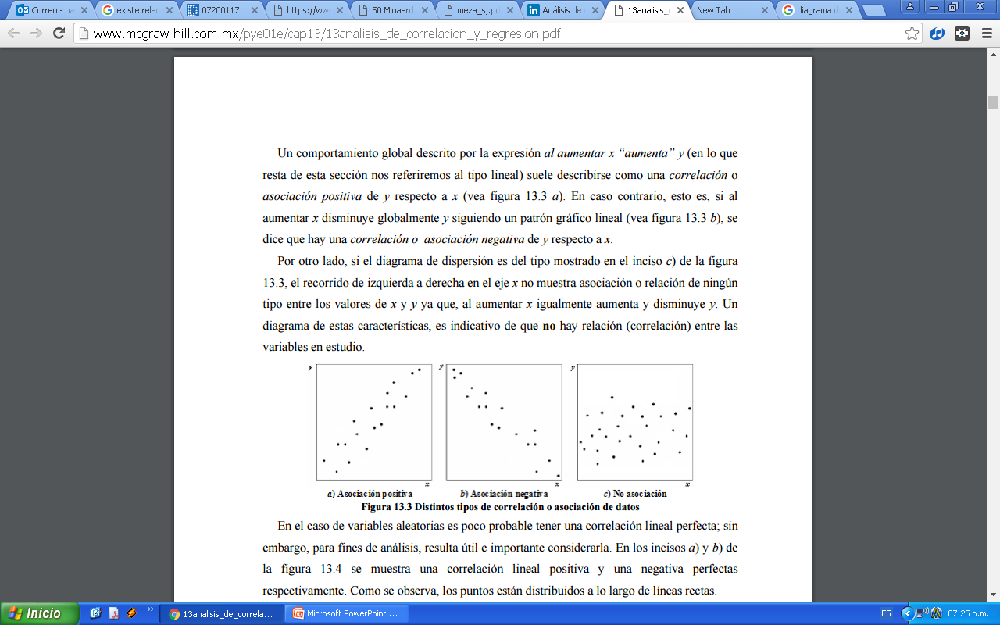 Correo - na
existe relac
07200117
https://ww
50 Minaard
meza_sj.pd
Análisis de
13analisis_
New Tab
diagrama d
www.mcgraw-hill.com.mx/pye01e/cap13/13analisis_de_correlacion_y_regresion.pdf
Un comportamiento global descrito por la expresión al aumentar x “aumenta” y (en lo que
resta de esta sección nos referiremos al tipo lineal) suele describirse como una correlación o
asociación positiva de y respecto a x (vea figura 13.3 a). En caso contrario, esto es, si al
aumentar x disminuye globalmente y siguiendo un patrón gráfico lineal (vea figura 13.3 b), se
dice que hay una correlación o asociación negativa de y respecto a x.
Por otro lado, si el diagrama de dispersión es del tipo mostrado en el inciso c) de la figura
13.3, el recorrido de izquierda a derecha en el eje x no muestra asociación o relación de ningún
tipo entre los valores de x y y ya que, al aumentar x igualmente aumenta y disminuye y. Un
diagrama de estas características, es indicativo de que no hay relación (correlación) entre las
variables en estudio.
y
x
a) Asociación positiva
y
x
b) Asociación negativa
y
x
c) No asociación
Figura 13.3 Distintos tipos de correlación o asociación de datos
En el caso de variables aleatorias es poco probable tener una correlación lineal perfecta; sin
embargo, para fines de análisis, resulta útil e importante considerarla. En los incisos a) y b) de
la figura 13.4 se muestra una correlación lineal positiva y una negativa perfectas
respectivamente. Como se observa, los puntos están distribuidos a lo largo de líneas rectas.
Inicio
13analisis_de_correla...
Microsoft PowerPoint ...
ES
07:25 p.m.